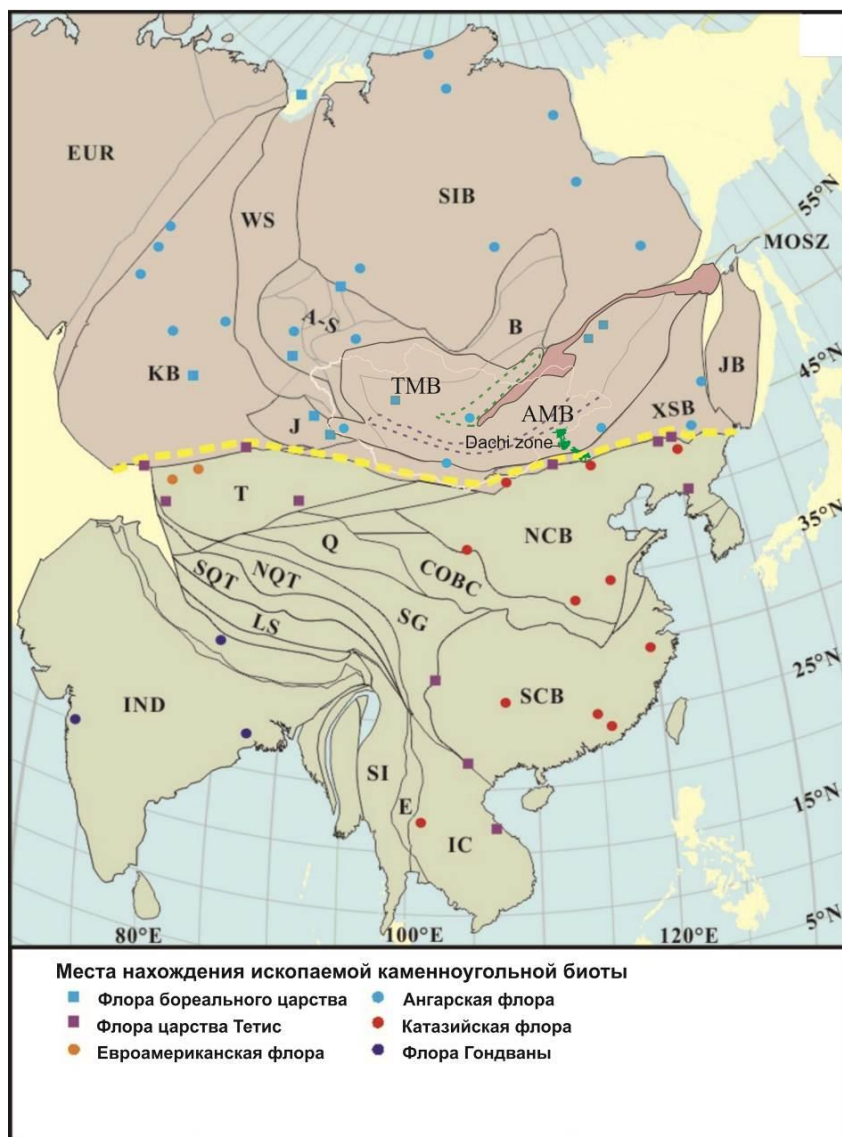 EUR
WS
SIB
55°N
MOSZ
A-S
B
KB
TMB
JB
45°N
J
AMB
XSB
Dachi zone
T
35°N
Q
NCB
SQT
NQT
COBC
LS
SG
25°N
IND
SCB
SI
15°N
E
IC
5°N
80°E
100°E
120°E
Места нахождения ископаемой каменноугольной биоты
Флора бореального царства
Ангарская флора
Флора царства Тетис
Катазийская флора
Евроамериканская флора
Флора Гондваны